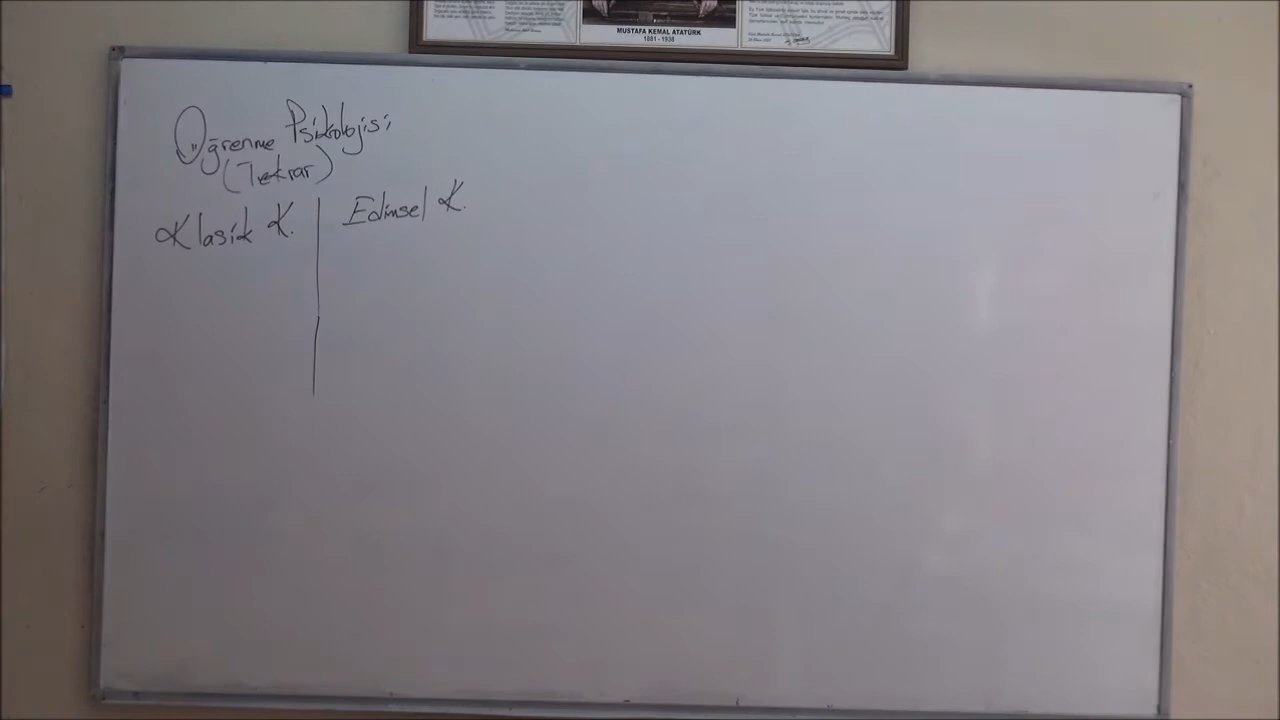 MUSTAFA KEMAL ATATÜRK
1881 - 1938
Öğrenme Psikolojisi
(Tekrar)
Klasik K.
Edimsel K.